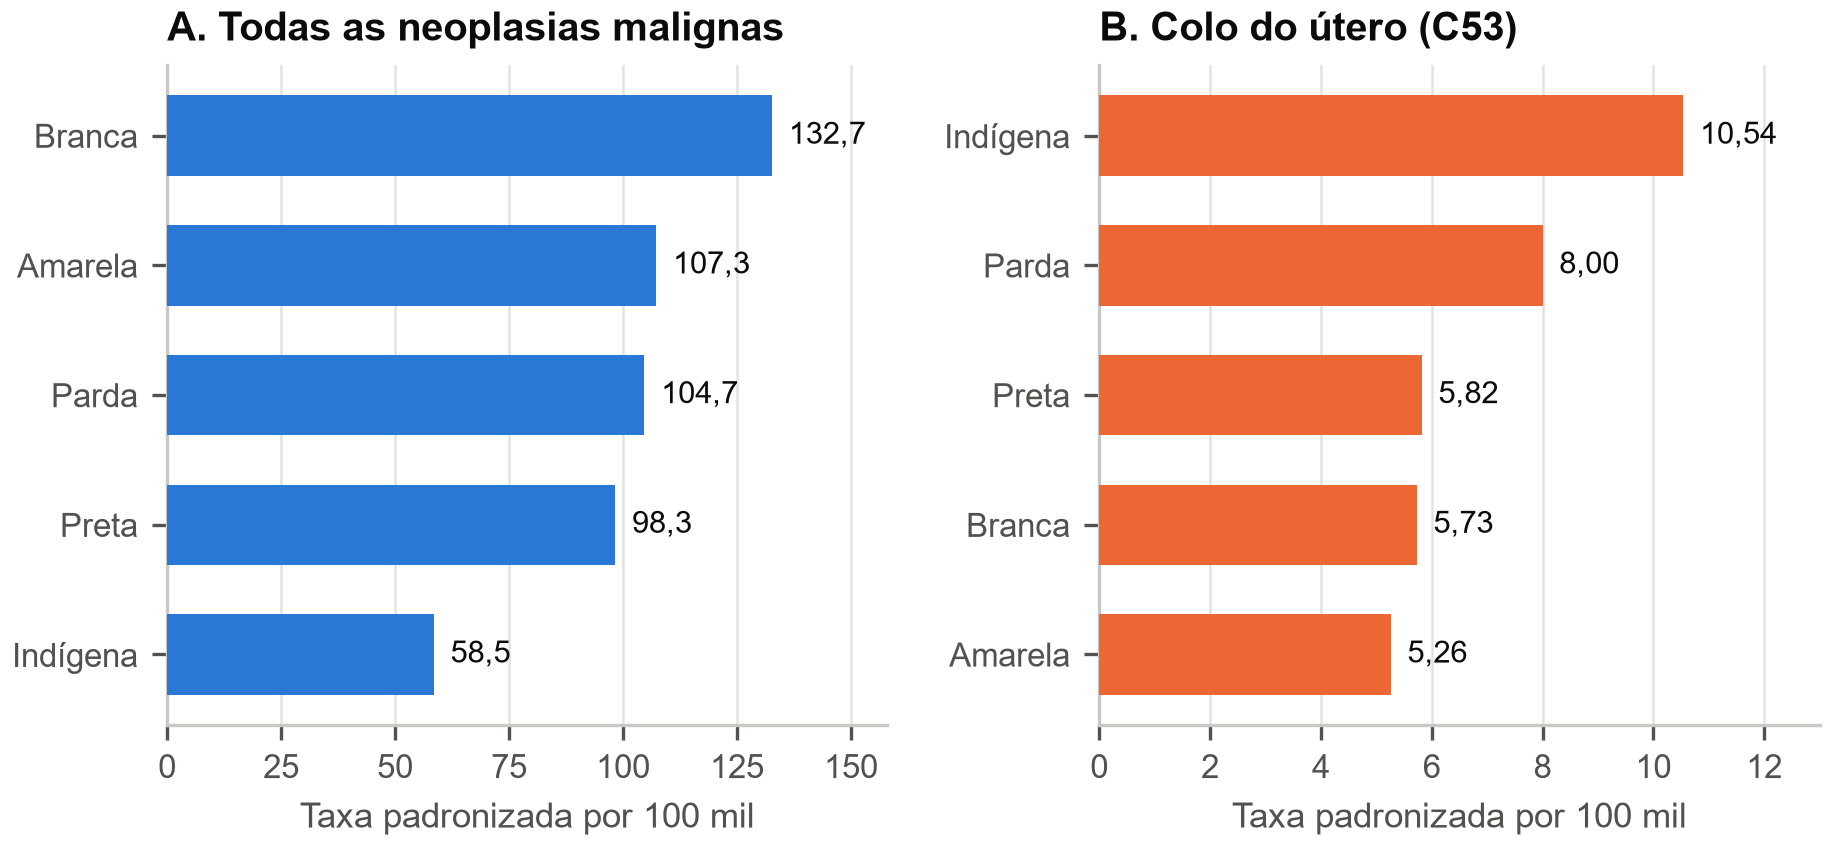 A. Todas as neoplasias malignas
Branca
132,7
Amarela
107,3
Parda
104,7
Preta
98,3
Indígena
58,5
0 25 50 75 100 125 150
Taxa padronizada por 100 mil
B. Colo do útero (C53)
Indígena
10,54
Parda
8,00
Preta
5,82
Branca
5,73
Amarela
5,26
0 2 4 6 8 10 12
Taxa padronizada por 100 mil